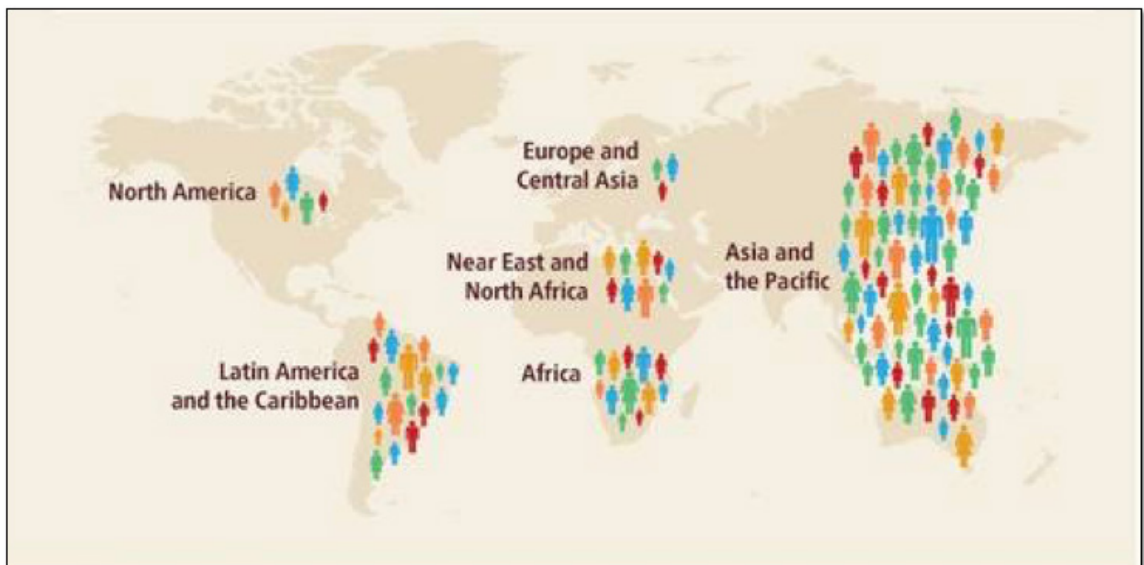 North America
Europe and
Central Asia
Near East and
North Africa
Asia and
the Pacific
Latin America
and the Caribbean
Africa